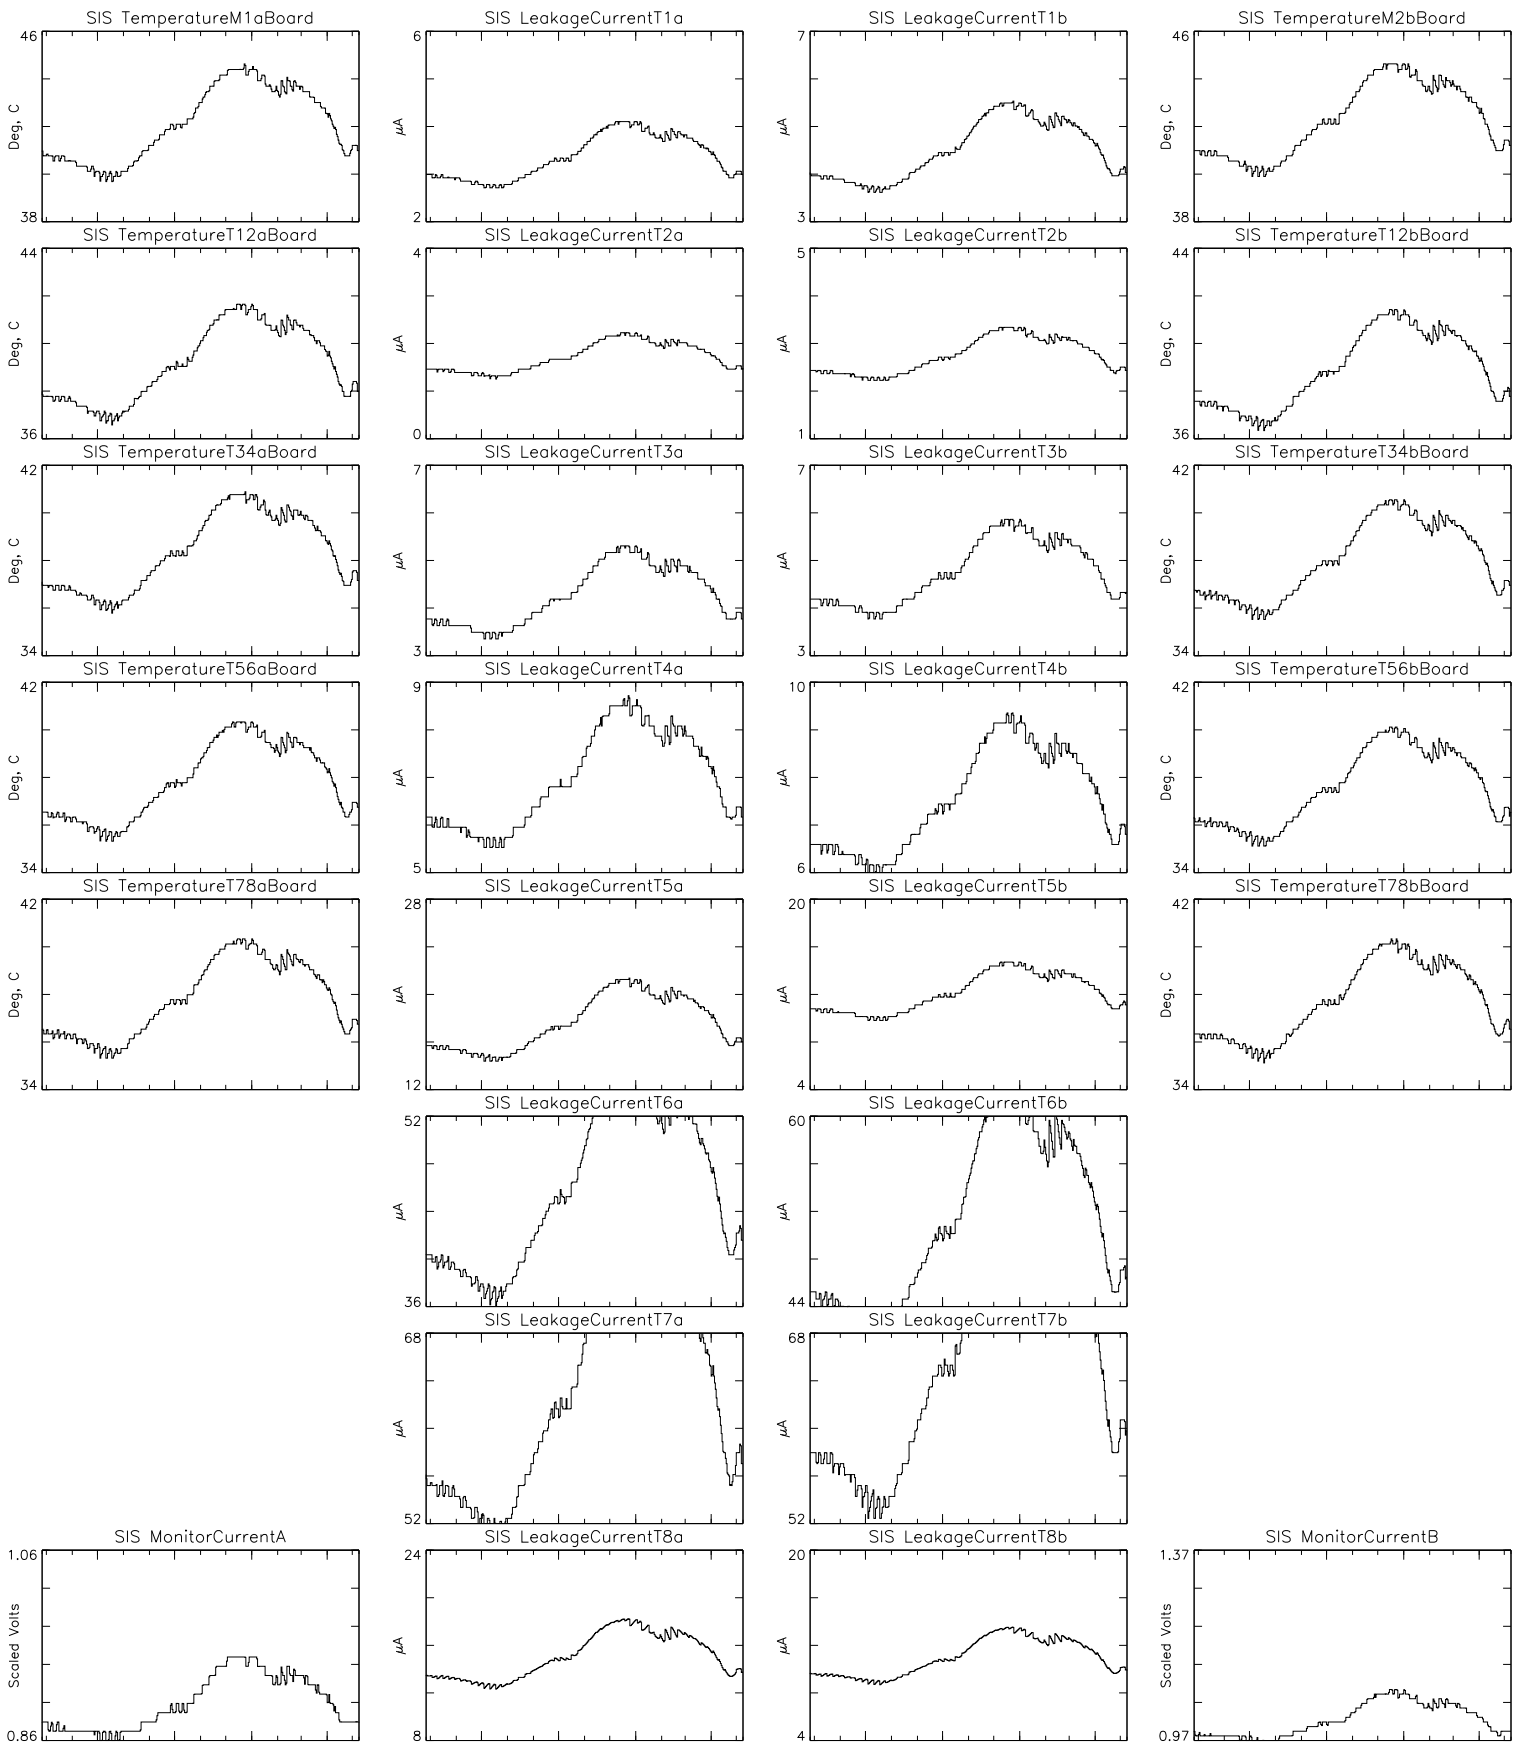 SIS TemperatureM1aBoard
46
Deg, C
38
SIS LeakageCurrentT1a
6
μA
2
SIS LeakageCurrentT1b
7
μA
3
SIS TemperatureM2bBoard
46
Deg, C
38
SIS TemperatureT12aBoard
44
Deg, C
36
SIS LeakageCurrentT2a
4
μA
0
SIS LeakageCurrentT2b
5
μA
1
SIS TemperatureT12bBoard
44
Deg, C
36
SIS TemperatureT34aBoard
42
Deg, C
34
SIS LeakageCurrentT3a
7
μA
3
SIS LeakageCurrentT3b
7
μA
3
SIS TemperatureT34bBoard
42
Deg, C
34
SIS TemperatureT56aBoard
42
Deg, C
34
SIS LeakageCurrentT4a
9
μA
5
SIS LeakageCurrentT4b
10
μA
6
SIS TemperatureT56bBoard
42
Deg, C
34
SIS TemperatureT78aBoard
42
Deg, C
34
SIS LeakageCurrentT5a
28
μA
12
SIS LeakageCurrentT5b
20
μA
4
SIS TemperatureT78bBoard
42
Deg, C
34
SIS LeakageCurrentT6a
52
μA
36
SIS LeakageCurrentT6b
60
μA
44
SIS LeakageCurrentT7a
68
μA
52
SIS LeakageCurrentT7b
68
μA
52
SIS MonitorCurrentA
1.06
Scaled Volts
0.86
SIS LeakageCurrentT8a
24
μA
8
SIS LeakageCurrentT8b
20
μA
4
SIS MonitorCurrentB
1.37
Scaled Volts
0.97